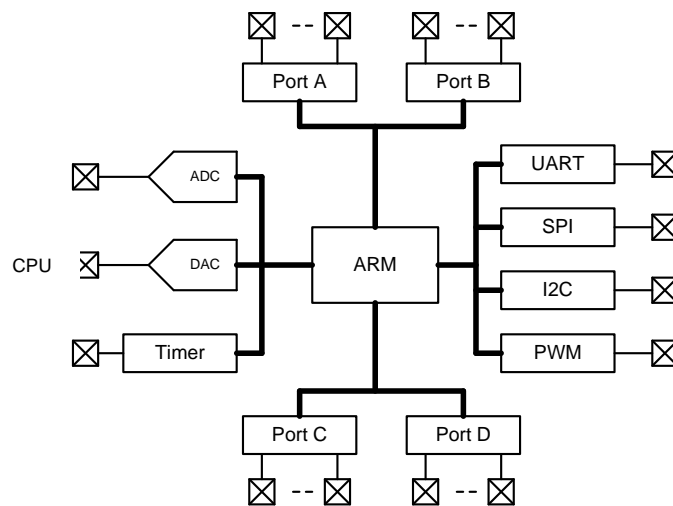 Port A
Port B
ADC
UART
SPI
CPU
DAC
ARM
I2C
Timer
PWM
Port C
Port D